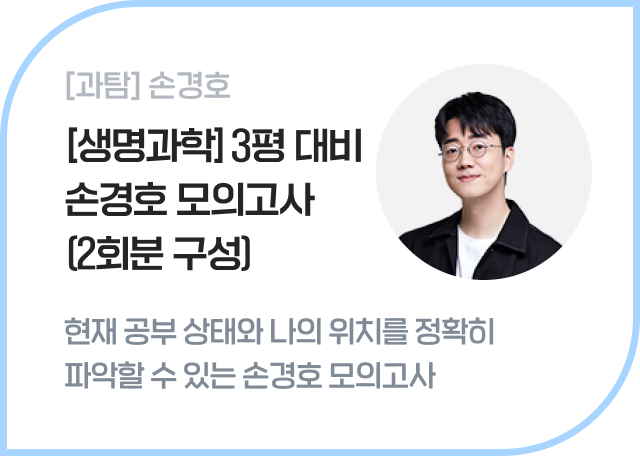 [과탐] 손경호
[생명과학] 3평 대비
손경호 모의고사
(2회분 구성)
현재 공부 상태와 나의 위치를 정확히
파악할 수 있는 손경호 모의고사